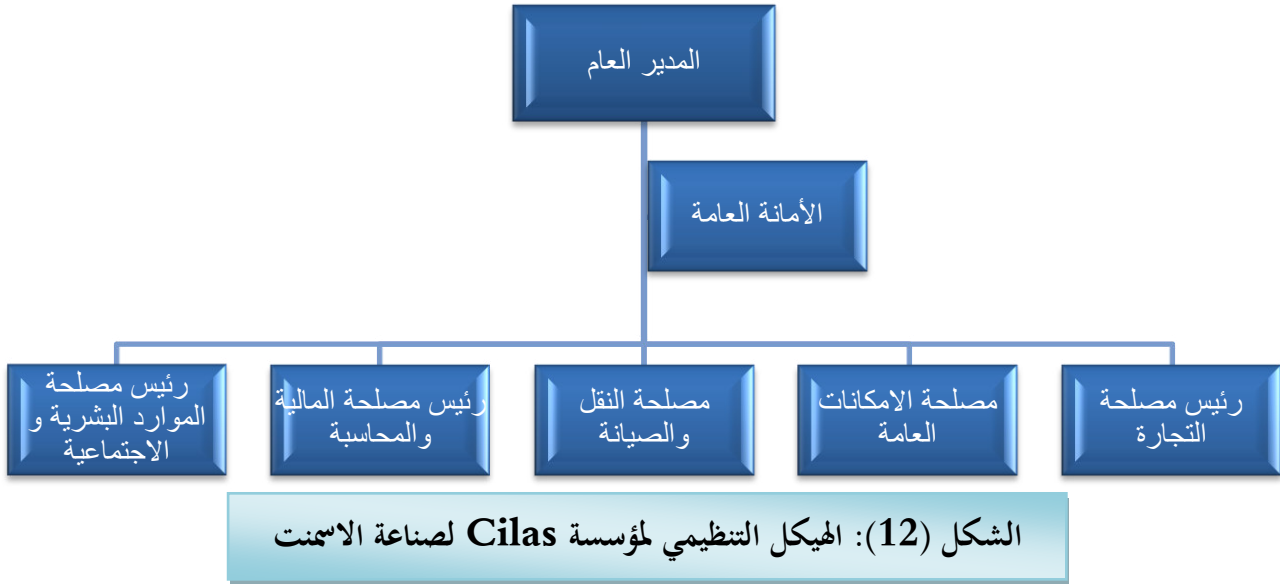 المدير العام
الأمانة العامة
رئيس مصلحة
التجارة
مصلحة الامكانات
العامة
مصلحة النقل
والصيانة
رئيس مصلحة المالية
والمحاسبة
رئيس مصلحة
الموارد البشرية و
الاجتماعية
الشكل (12): الهيكل التنظيمي لمؤسسة Cilas لصناعة الاسمنت